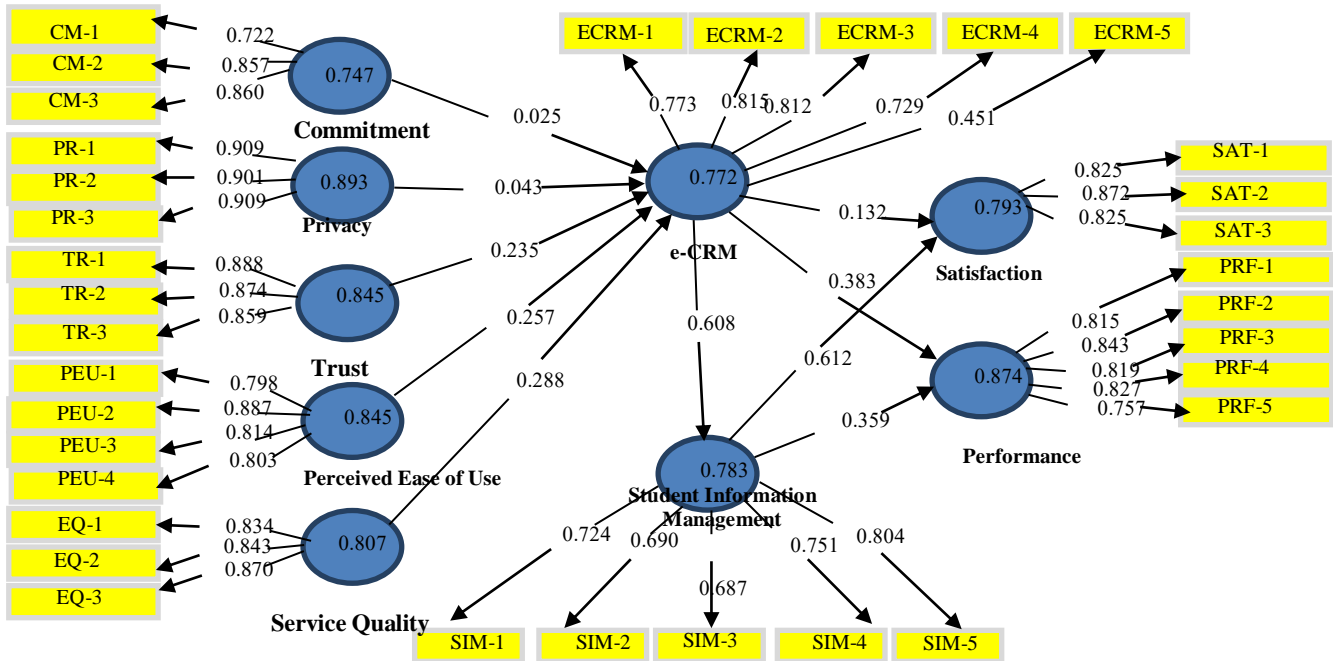 CM-1
CM-2
CM-3
0.722
0.857
0.860
0.747
Commitment
PR-1
PR-2
PR-3
0.909
0.901
0.909
0.893
Privacy
TR-1
TR-2
TR-3
0.888
0.874
0.859
0.845
Trust
PEU-1
PEU-2
PEU-3
PEU-4
0.798
0.887
0.814
0.803
0.845
Perceived Ease of Use
EQ-1
EQ-2
EQ-3
0.834
0.843
0.870
0.807
Service Quality
0.025
0.043
0.235
0.257
0.288
ECRM-1
ECRM-2
ECRM-3
ECRM-4
ECRM-5
0.773
0.815
0.812
0.729
0.451
0.772
e-CRM
0.132
0.383
0.608
0.612
0.359
0.783
Student Information
Management
0.724
0.690
0.687
0.751
0.804
SIM-1
SIM-2
SIM-3
SIM-4
SIM-5
0.793
Satisfaction
0.825
0.872
0.825
SAT-1
SAT-2
SAT-3
0.874
Performance
0.815
0.843
0.819
0.827
0.757
PRF-1
PRF-2
PRF-3
PRF-4
PRF-5